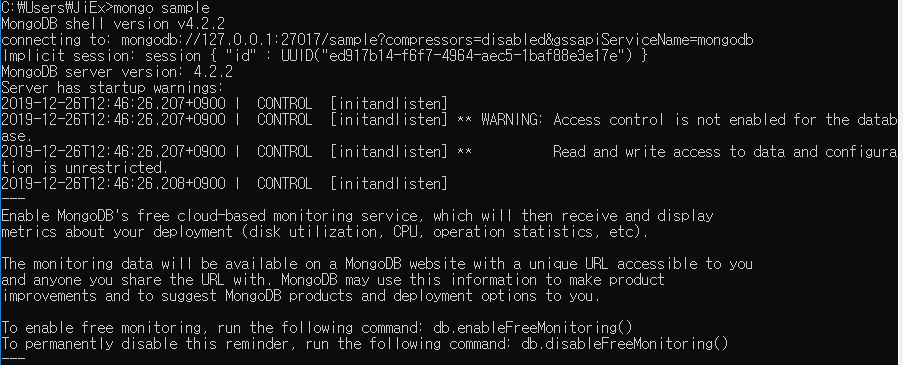 C:\Users\JiEx>mongo sample
MongoDB shell version v4.2.2
connecting to: mongodb://127.0.0.1:27017/sample?compressors=disabled&gssapiServiceName=mongodb
Implicit session: session { "id" : UUID("ed917b14-f6f7-4964-aec5-1baf88e3e17e") }
MongoDB server version: 4.2.2
Server has startup warnings:
2019-12-26T12:46:26.207+0900 I  CONTROL  [initandlisten]
2019-12-26T12:46:26.207+0900 I  CONTROL  [initandlisten] ** WARNING: Access control is not enabled for the datab
ase.
2019-12-26T12:46:26.207+0900 I  CONTROL  [initandlisten] **          Read and write access to data and configura
tion is unrestricted.
2019-12-26T12:46:26.208+0900 I  CONTROL  [initandlisten]
---
Enable MongoDB's free cloud-based monitoring service, which will then receive and display
metrics about your deployment (disk utilization, CPU, operation statistics, etc).

The monitoring data will be available on a MongoDB website with a unique URL accessible to you
and anyone you share the URL with. MongoDB may use this information to make product
improvements and to suggest MongoDB products and deployment options to you.

To enable free monitoring, run the following command: db.enableFreeMonitoring()
To permanently disable this reminder, run the following command: db.disableFreeMonitoring()
---